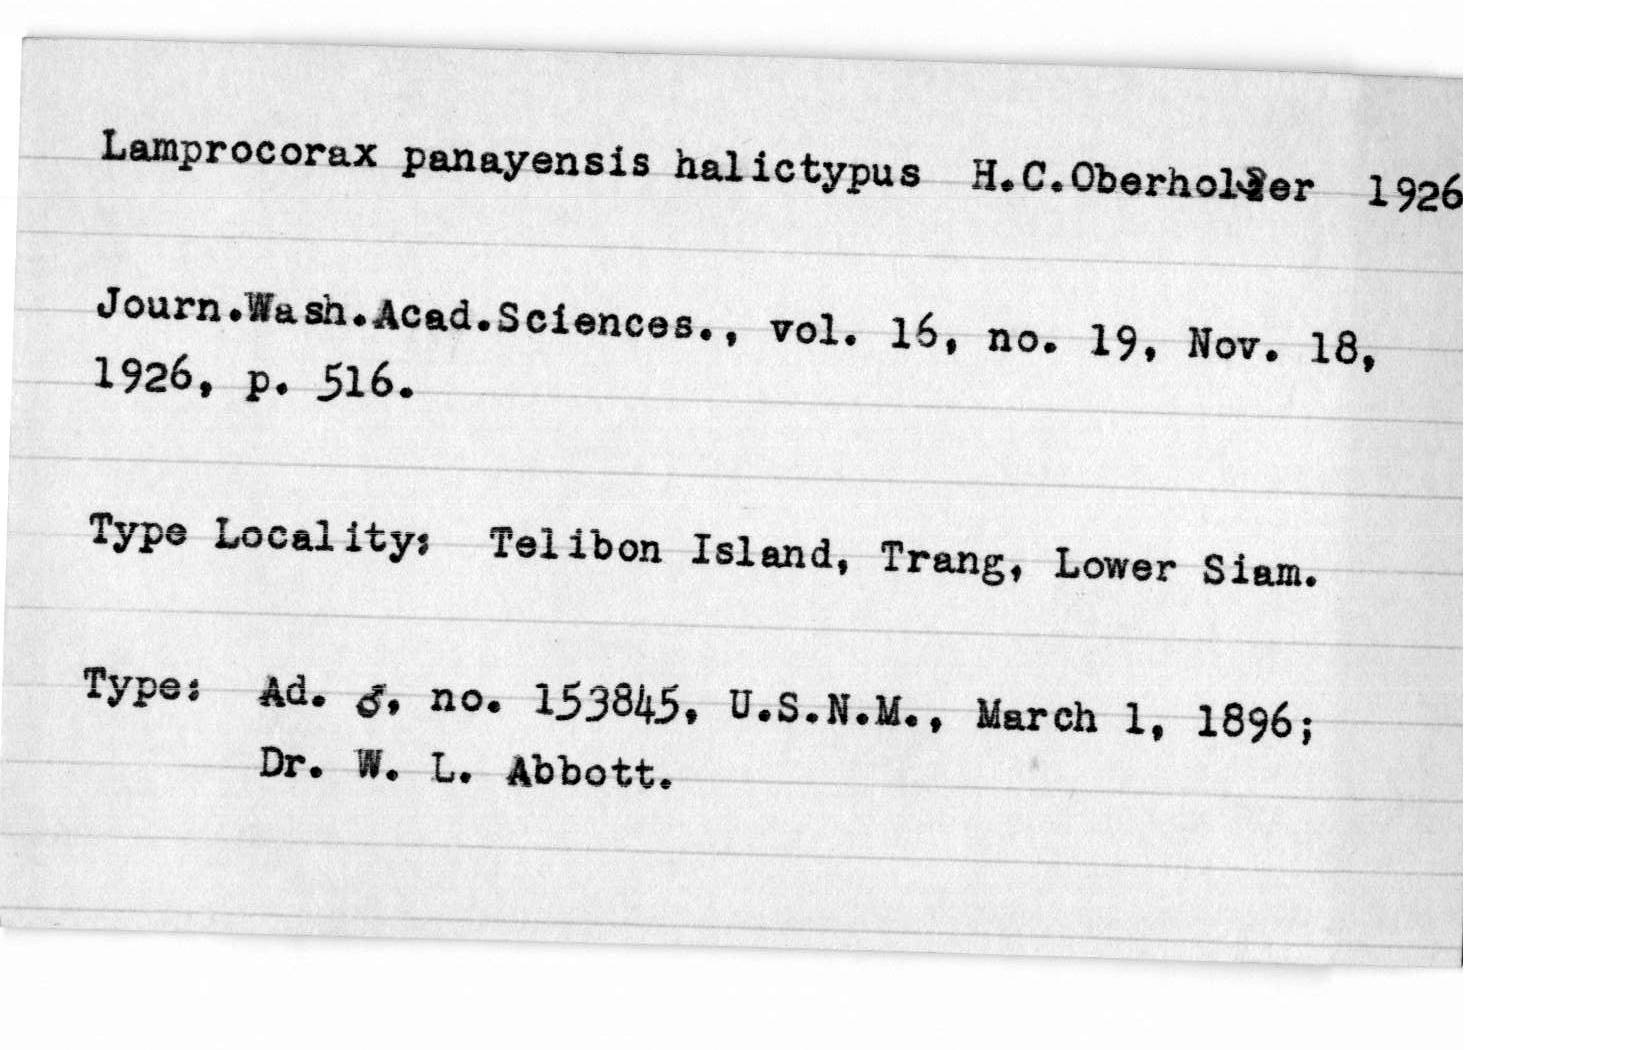 Lamprocorax panayensis halictypus H.C.Oberholser 1926
Journ.Wash.Acad.Sciences., vol. 16, no. 19, Nov. 18,
1926, p. 516.
Type Locality: Telibon Island, Trang, Lower Siam.
Type: Ad. ♂, no. 153845, U.S.N.M., March 1, 1896;
Dr. W. L. Abbott.